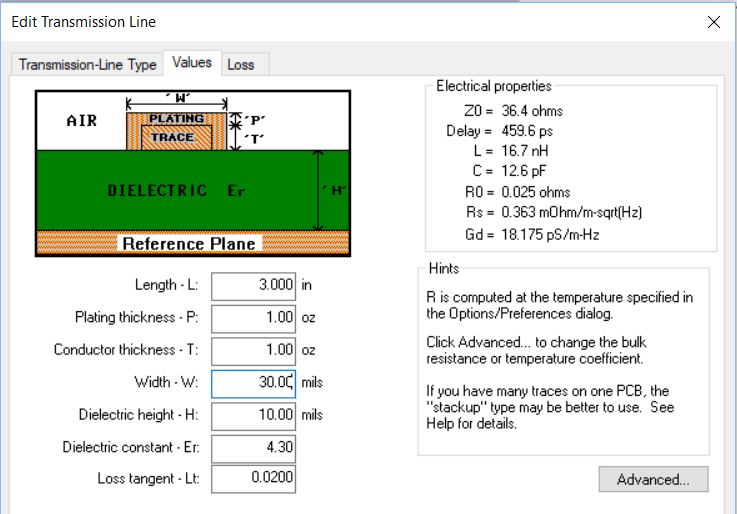 Edit Transmission Line
Transmission-Line Type
Values
Loss
'W'
AIR
PLATING
'P'
TRACE
'T'
DIELECTRIC Er
'H'
Reference Plane
Length - L: 3.000 in
Plating thickness - P: 1.00 oz
Conductor thickness - T: 1.00 oz
Width - W: 30.00 mils
Dielectric height - H: 10.00 mils
Dielectric constant - Er: 4.30
Loss tangent - Lt: 0.0200
Electrical properties
Z0 = 36.4 ohms
Delay = 459.6 ps
L = 16.7 nH
C = 12.6 pF
R0 = 0.025 ohms
Rs = 0.363 mOhm/m-sqrt(Hz)
Gd = 18.175 pS/m-Hz
Hints
R is computed at the temperature specified in
the Options/Preferences dialog.
Click Advanced... to change the bulk
resistance or temperature coefficient.
If you have many traces on one PCB, the
"stackup" type may be better to use. See
Help for details.
Advanced...